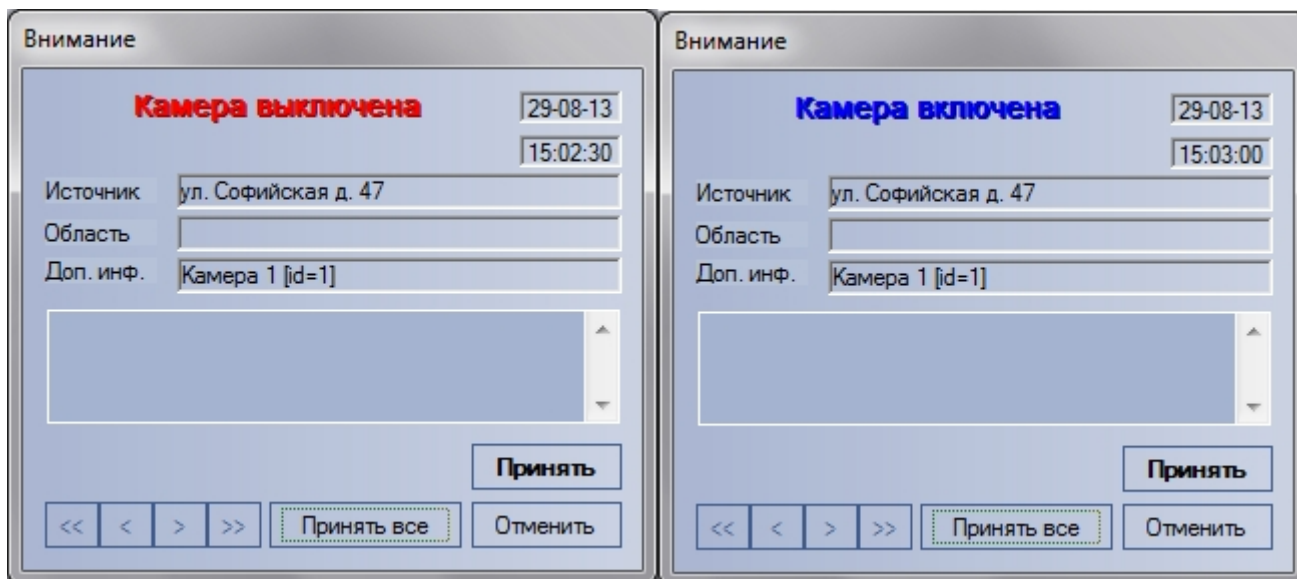 Внимание
Камера выключена
29-08-13
15:02:30
Источник ул. Софийская д. 47
Область
Доп. инф. Камера 1 [id=1]
Принять
<< < > >> Принять все Отменить
Внимание
Камера включена
29-08-13
15:03:00
Источник ул. Софийская д. 47
Область
Доп. инф. Камера 1 [id=1]
Принять
<< < > >> Принять все Отменить